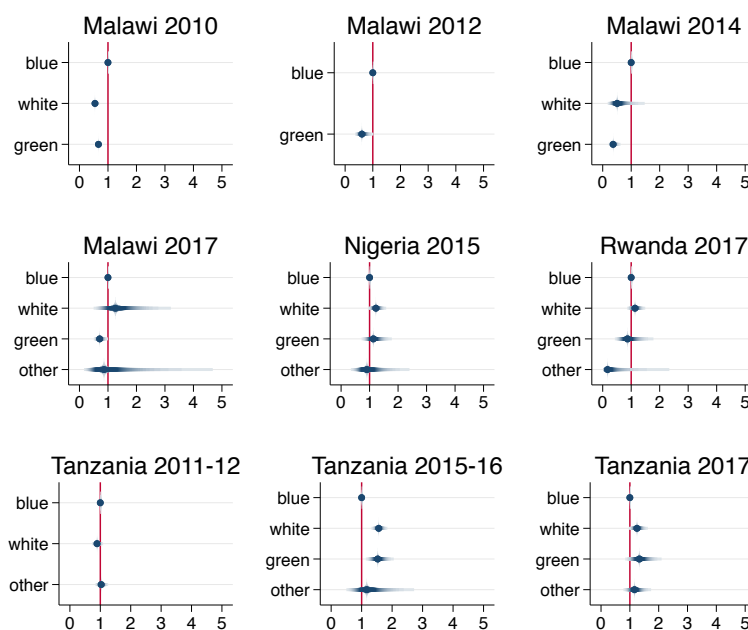 Malawi 2010
blue
white
green
0 1 2 3 4 5
Malawi 2012
blue
green
0 1 2 3 4 5
Malawi 2014
blue
white
green
0 1 2 3 4 5
Malawi 2017
blue
white
green
other
0 1 2 3 4 5
Nigeria 2015
blue
white
green
other
0 1 2 3 4 5
Rwanda 2017
blue
white
green
other
0 1 2 3 4 5
Tanzania 2011-12
blue
white
other
0 1 2 3 4 5
Tanzania 2015-16
blue
white
green
other
0 1 2 3 4 5
Tanzania 2017
blue
white
green
other
0 1 2 3 4 5